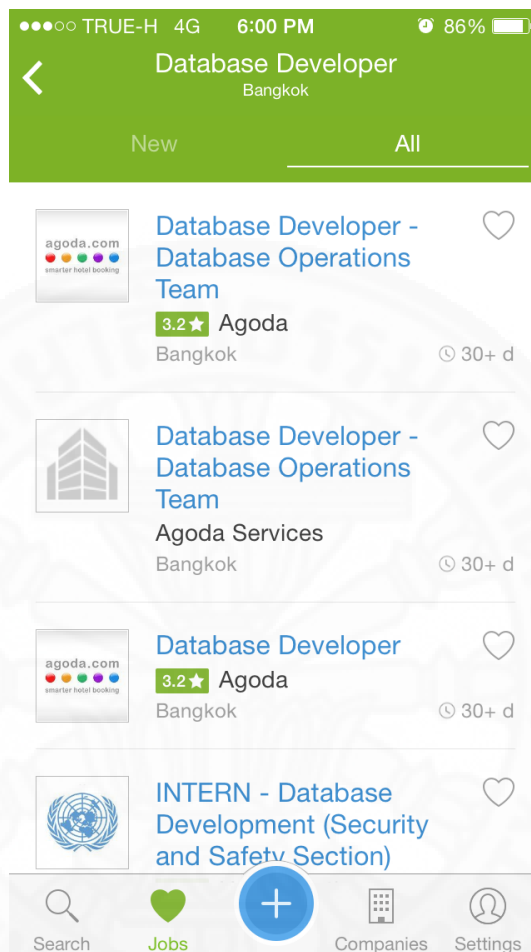 TRUE-H 4G 6:00 PM 86%
Database Developer
Bangkok
New All
agoda.com
smarter hotel booking
Database Developer -
Database Operations
Team
3.2 Agoda
Bangkok 30+ d
Database Developer -
Database Operations
Team
Agoda Services
Bangkok 30+ d
agoda.com
smarter hotel booking
Database Developer
3.2 Agoda
Bangkok 30+ d
INTERN - Database
Development (Security
and Safety Section)
Search Jobs Companies Settings